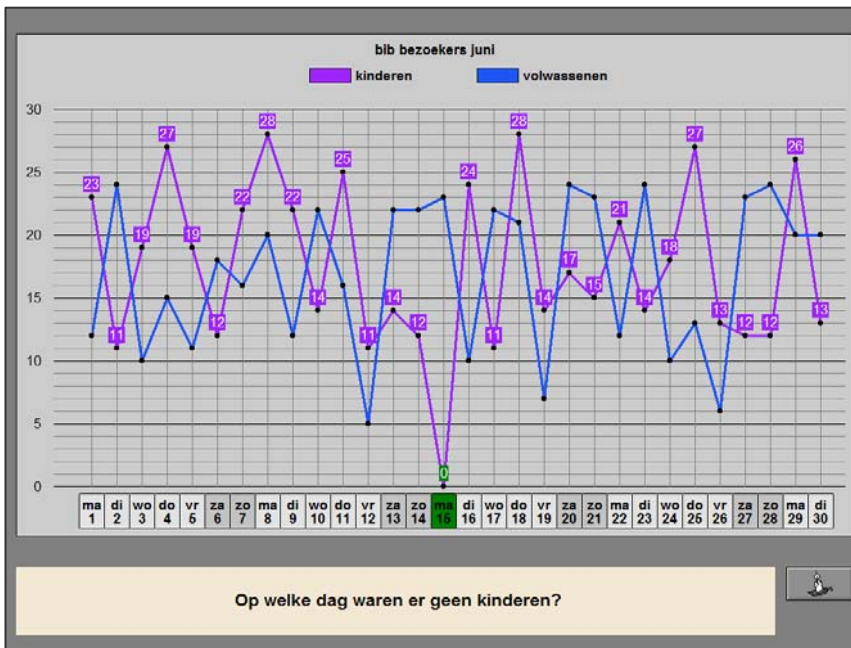 bib bezoekers juni
kinderen volwassenen
30
25
20
15
10
5
0
23 11 19 27 19 12 22 28 22 14 25 11 14 12 0 24 11 28 14 17 15 21 14 18 27 13 12 12 26 13
ma di wo do vr za zo ma di wo do vr za zo ma di wo do vr za zo ma di wo do vr za zo ma di
1 2 3 4 5 6 7 8 9 10 11 12 13 14 15 16 17 18 19 20 21 22 23 24 25 26 27 28 29 30
Op welke dag waren er geen kinderen?